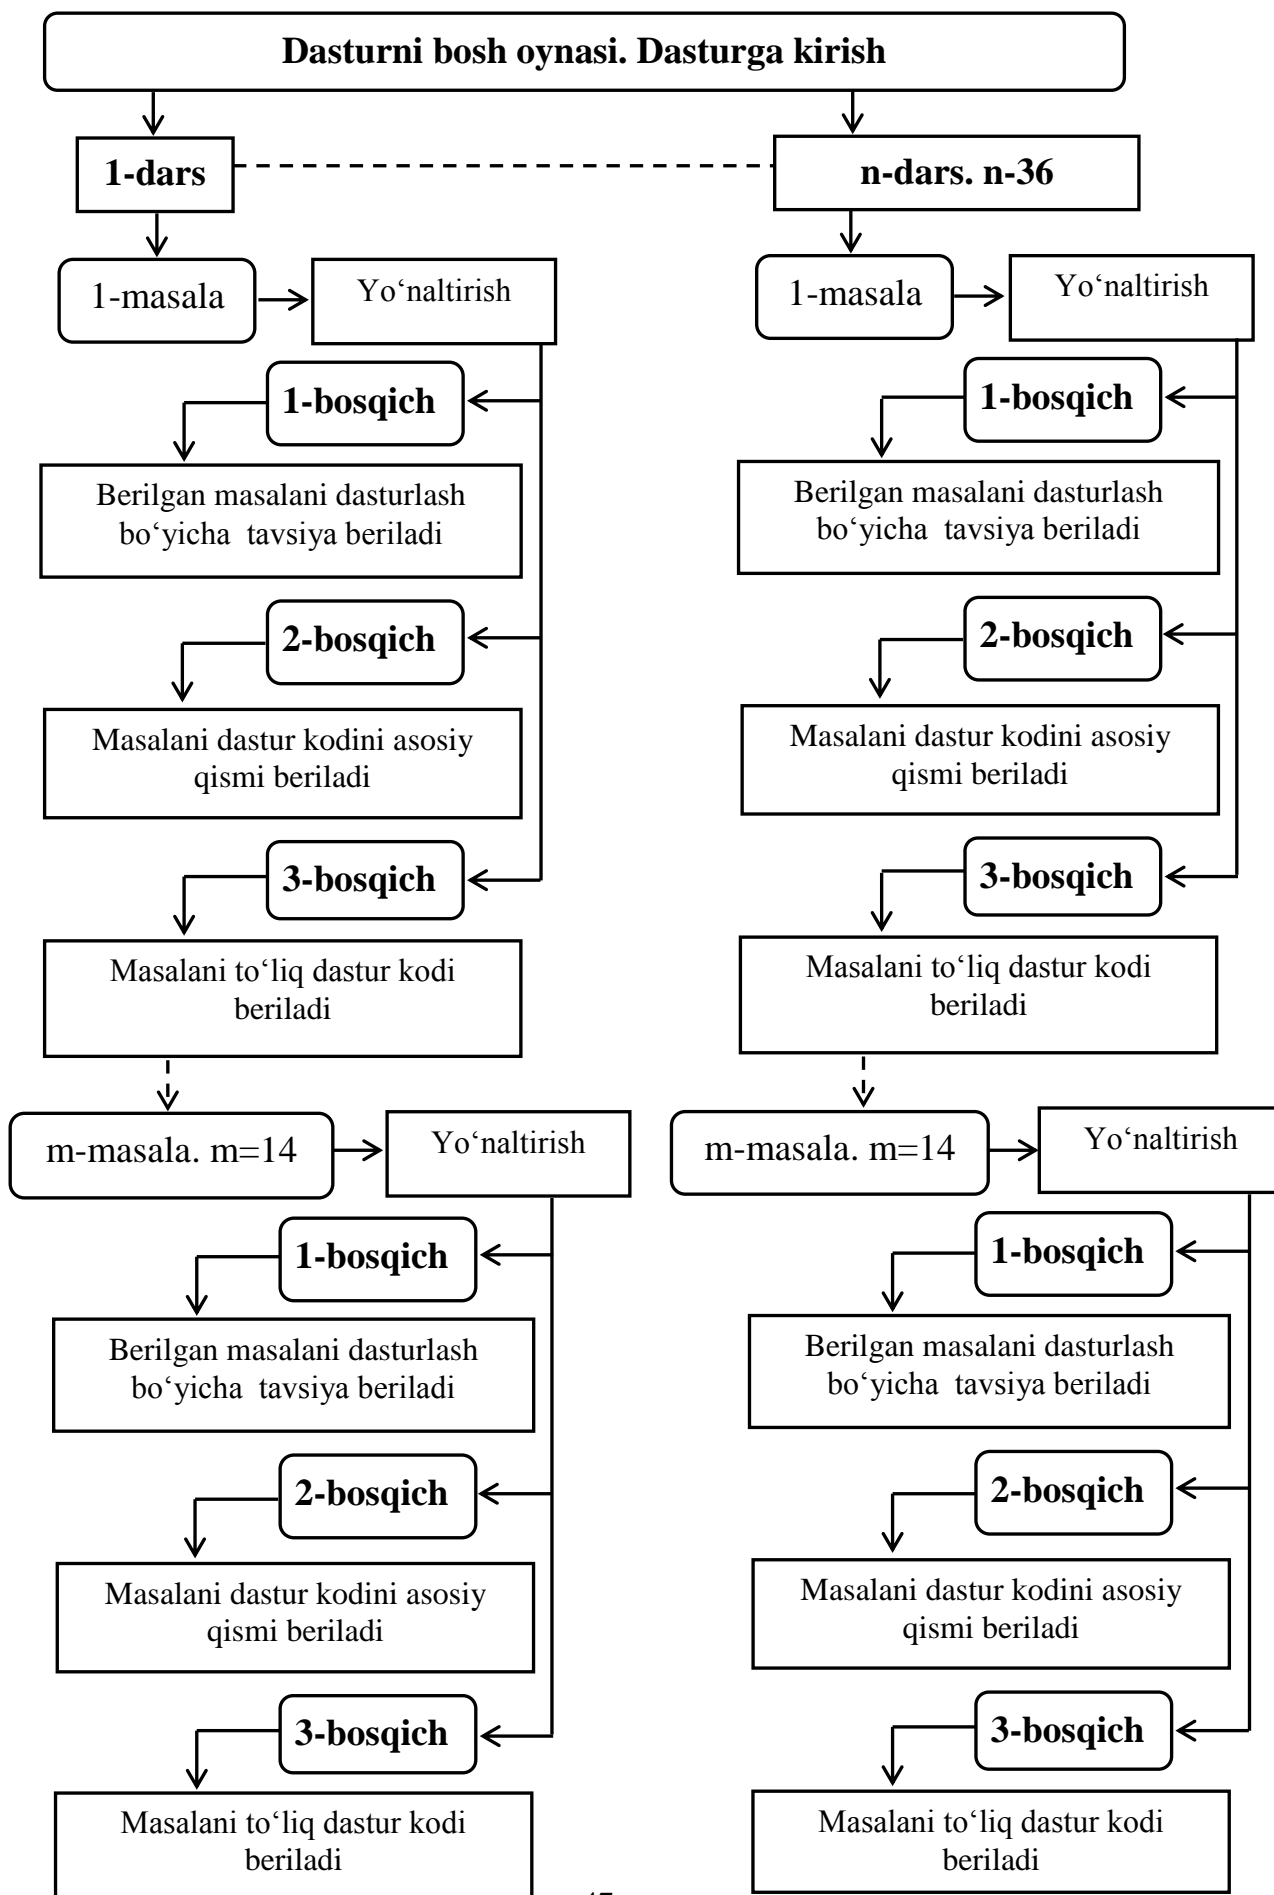 Dasturni bosh oynasi. Dasturga kirish
1-dars
n-dars. n-36
1-masala
Yo‘naltirish
1-bosqich
Berilgan masalani dasturlash
bo‘yicha tavsiya beriladi
2-bosqich
Masalani dastur kodini asosiy
qismi beriladi
3-bosqich
Masalani to‘liq dastur kodi
beriladi
m-masala. m=14
Yo‘naltirish
1-bosqich
Berilgan masalani dasturlash
bo‘yicha tavsiya beriladi
2-bosqich
Masalani dastur kodini asosiy
qismi beriladi
3-bosqich
Masalani to‘liq dastur kodi
beriladi
1-masala
Yo‘naltirish
1-bosqich
Berilgan masalani dasturlash
bo‘yicha tavsiya beriladi
2-bosqich
Masalani dastur kodini asosiy
qismi beriladi
3-bosqich
Masalani to‘liq dastur kodi
beriladi
m-masala. m=14
Yo‘naltirish
1-bosqich
Berilgan masalani dasturlash
bo‘yicha tavsiya beriladi
2-bosqich
Masalani dastur kodini asosiy
qismi beriladi
3-bosqich
Masalani to‘liq dastur kodi
beriladi